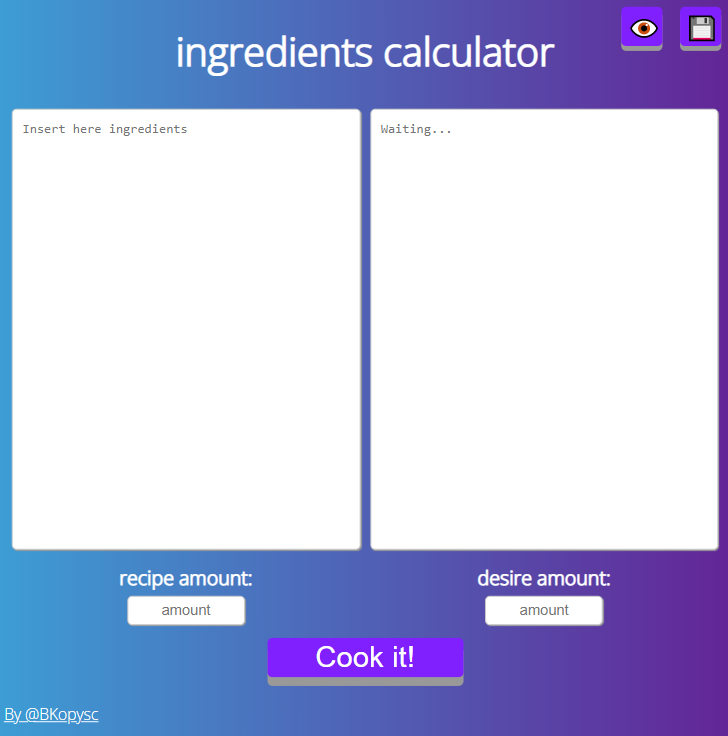 ingredients calculator
Insert here ingredients
Waiting...
recipe amount:
desire amount:
amount
amount
Cook it!
By @BKopysc